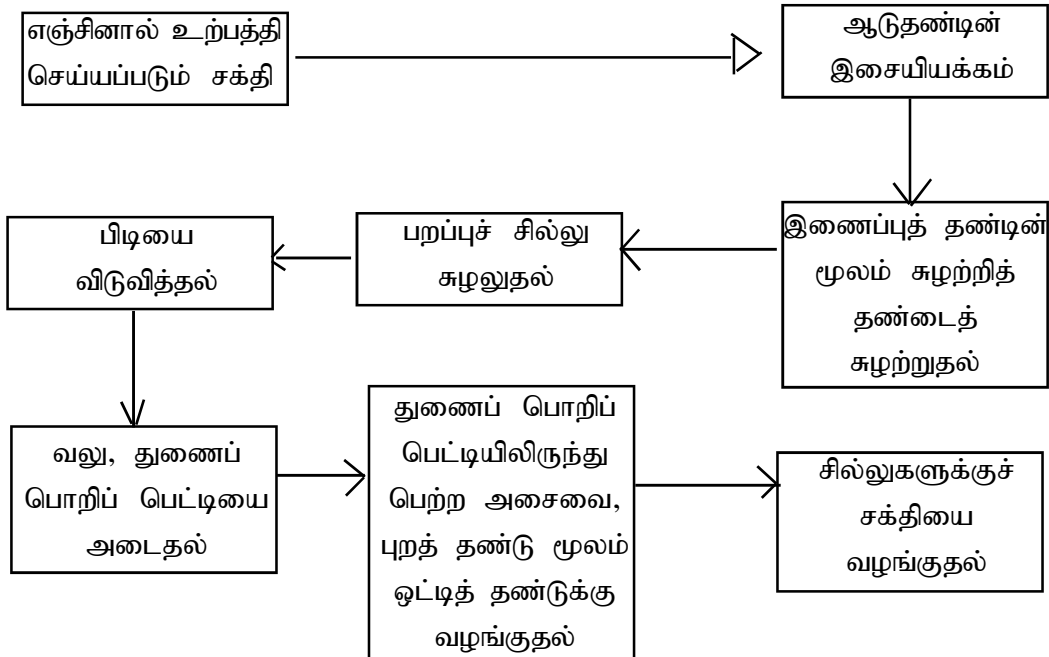 எஞ்சினால் உற்பத்தி
செய்யப்படும் சக்தி
ஆடுதண்டின்
இசையியக்கம்
இணைப்புத் தண்டின்
மூலம் சுழற்றித்
தண்டைத்
சுழற்றுதல்
பறப்புச் சில்லு
சுழலுதல்
பிடியை
விடுவித்தல்
வலு, துணைப்
பொறிப் பெட்டியை
அடைதல்
துணைப் பொறிப்
பெட்டியிலிருந்து
பெற்ற அசைவை,
புறத் தண்டு மூலம்
ஒட்டித் தண்டுக்கு
வழங்குதல்
சில்லுகளுக்குச்
சக்தியை
வழங்குதல்